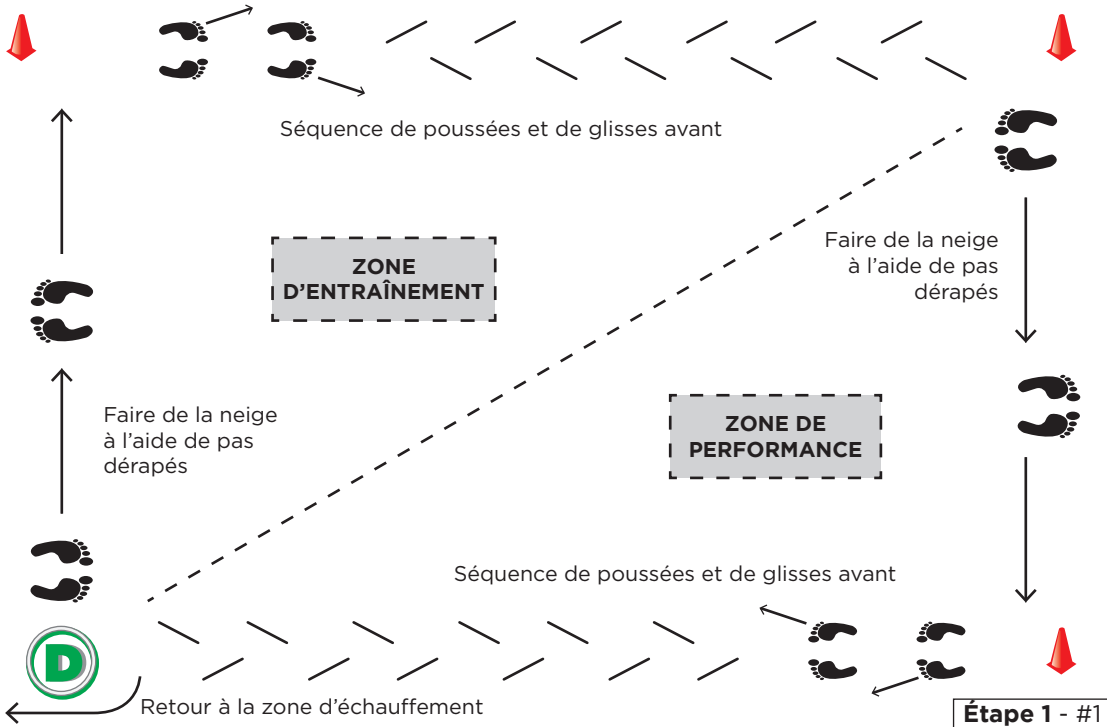 Séquence de poussées et de glisses avant
ZONE
D'ENTRAÎNEMENT
Faire de la neige
à l'aide de pas
dérapés
Faire de la neige
à l'aide de pas
dérapés
ZONE DE
PERFORMANCE
Séquence de poussées et de glisses avant
D
Retour à la zone d'échauffement
Étape 1 - #1